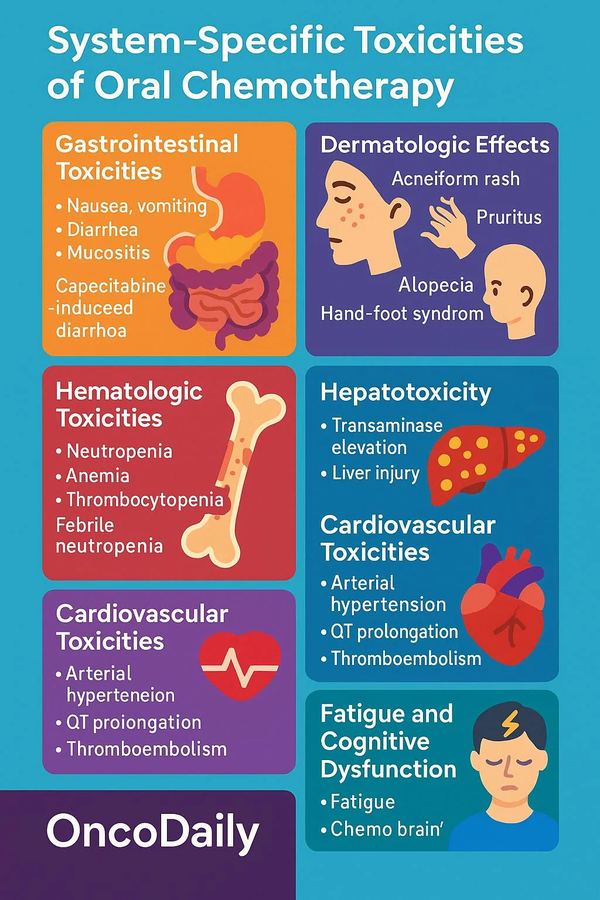 System-Specific Toxicities
of Oral Chemotherapy
Gastrointestinal
Toxicities
• Nausea, vomiting
• Diarrhea
• Mucositis
Capecitabine
-induceed
diarrhoa
Dermatologic Effects
Acneiform rash
Pruritus
Alopecia
Hand-foot syndrom
Hematologic
Toxicities
• Neutropenia
• Anemia
• Thrombocytopenia
Febrile
neutropenia
Hepatotoxicity
• Transaminase
elevation
• Liver injury
Cardiovascular
Toxicities
• Arterial
hypertension
• QT prolongation
• Thromboembolism
Cardiovascular
Toxicities
• Arterial
hyperteneion
• QT proiongation
• Thromboembolism
Fatigue and
Cognitive
Dysfunction
• Fatigue
• Chemo brain’
OncoDaily